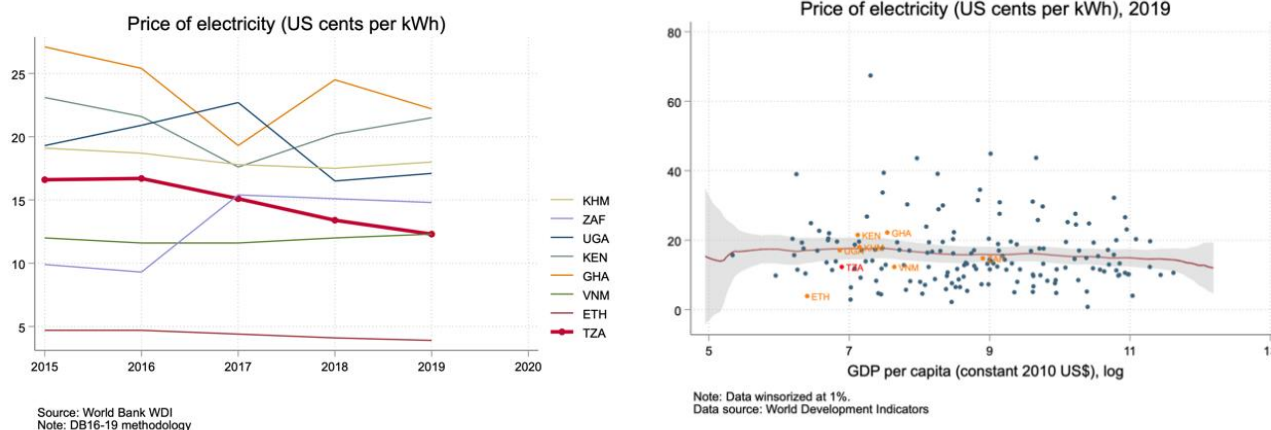 Price of electricity (US cents per kWh)
25
20
15
10
5
2015
2016
2017
2018
2019
2020
KHM
ZAF
UGA
KEN
GHA
VNM
ETH
TZA
Source: World Bank WDI
Note: DB16-19 methodology
Price of electricity (US cents per kWh), 2019
80
60
40
20
0
KEN
GHA
KHM
UGA
TZA
VNM
ETH
5
7
9
11
GDP per capita (constant 2010 US$), log
Note: Data winsorized at 1%.
Data source: World Development Indicators